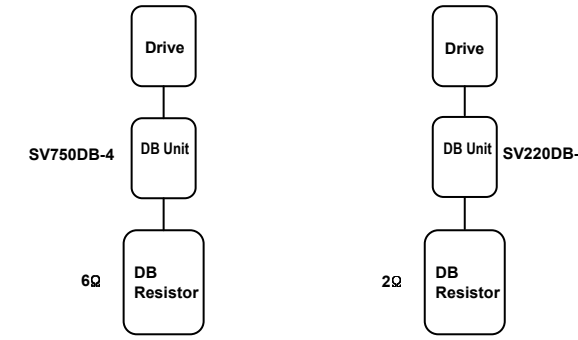 Drive
SV750DB-4
DB Unit
6Ω
DB
Resistor
Drive
DB Unit
SV220DB-
2Ω
DB
Resistor